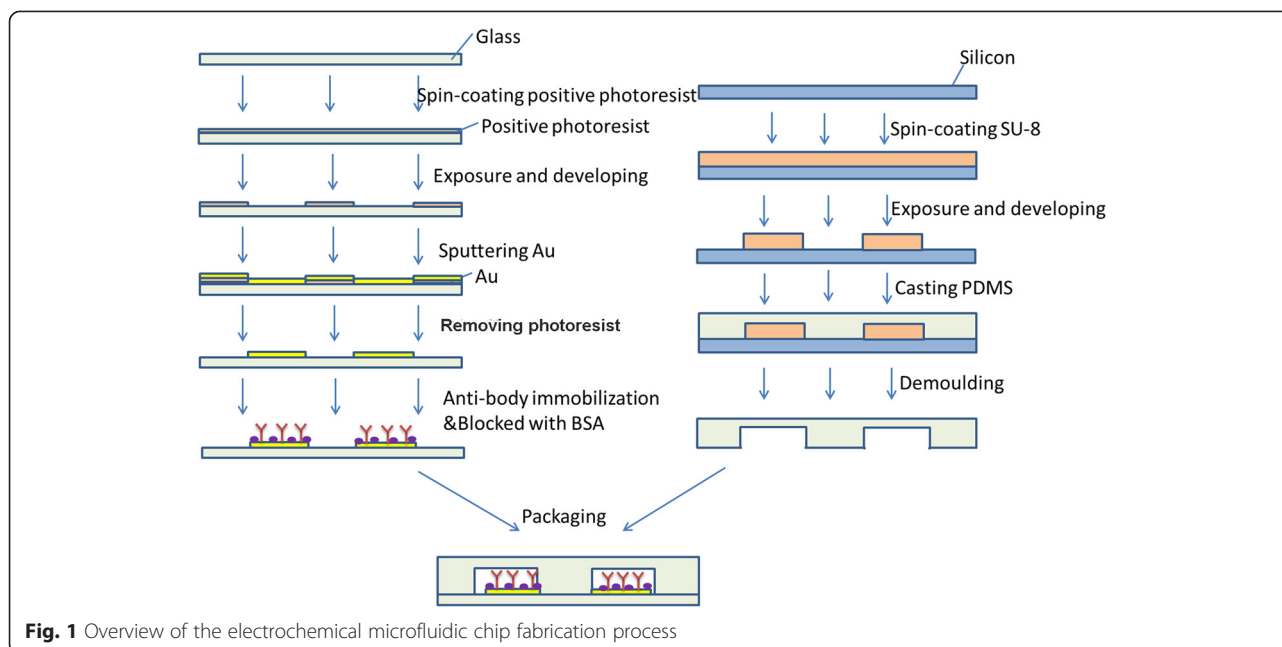 Glass
Spin-coating positive photoresist
Positive photoresist
Exposure and developing
Sputtering Au
Au
Removing photoresist
Anti-body immobilization
&Blocked with BSA
Silicon
Spin-coating SU-8
Exposure and developing
Casting PDMS
Demoulding
Packaging
Fig. 1 Overview of the electrochemical microfluidic chip fabrication process